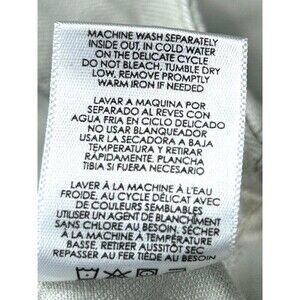 MACHINE WASH SEPARATELY
INSIDE OUT, IN COLD WATER
ON THE DELICATE CYCLE
DO NOT BLEACH, TUMBLE DRY
LOW, REMOVE PROMPTLY
WARM IRON IF NEEDED
LAVAR A MAQUINA POR
SEPARADO AL REVES CON
AGUA FRIA EN CICLO DELICADO
NO USAR BLANQUEADOR
USAR LA SECADORA A BAJA
TEMPERATURA Y RETIRAR
RÁPIDAMENTE, PLANCHA
TIBIA SI FUERA NECESARIO
LAVER À LA MACHINE À L'EAU
FROIDE, AU CYCLE DÉLICAT AVEC
DE COULEURS SEMBLABLES
UTILISER UN AGENT DE BLANCHIMENT
SANS CHLORE AU BESOIN, SÉCHER
À LA MACHINE À TEMPÉRATURE
BASSE, RETIRER AUSSITÔT SEC
REPASSER AU FER TIÈDE AU BESOIN